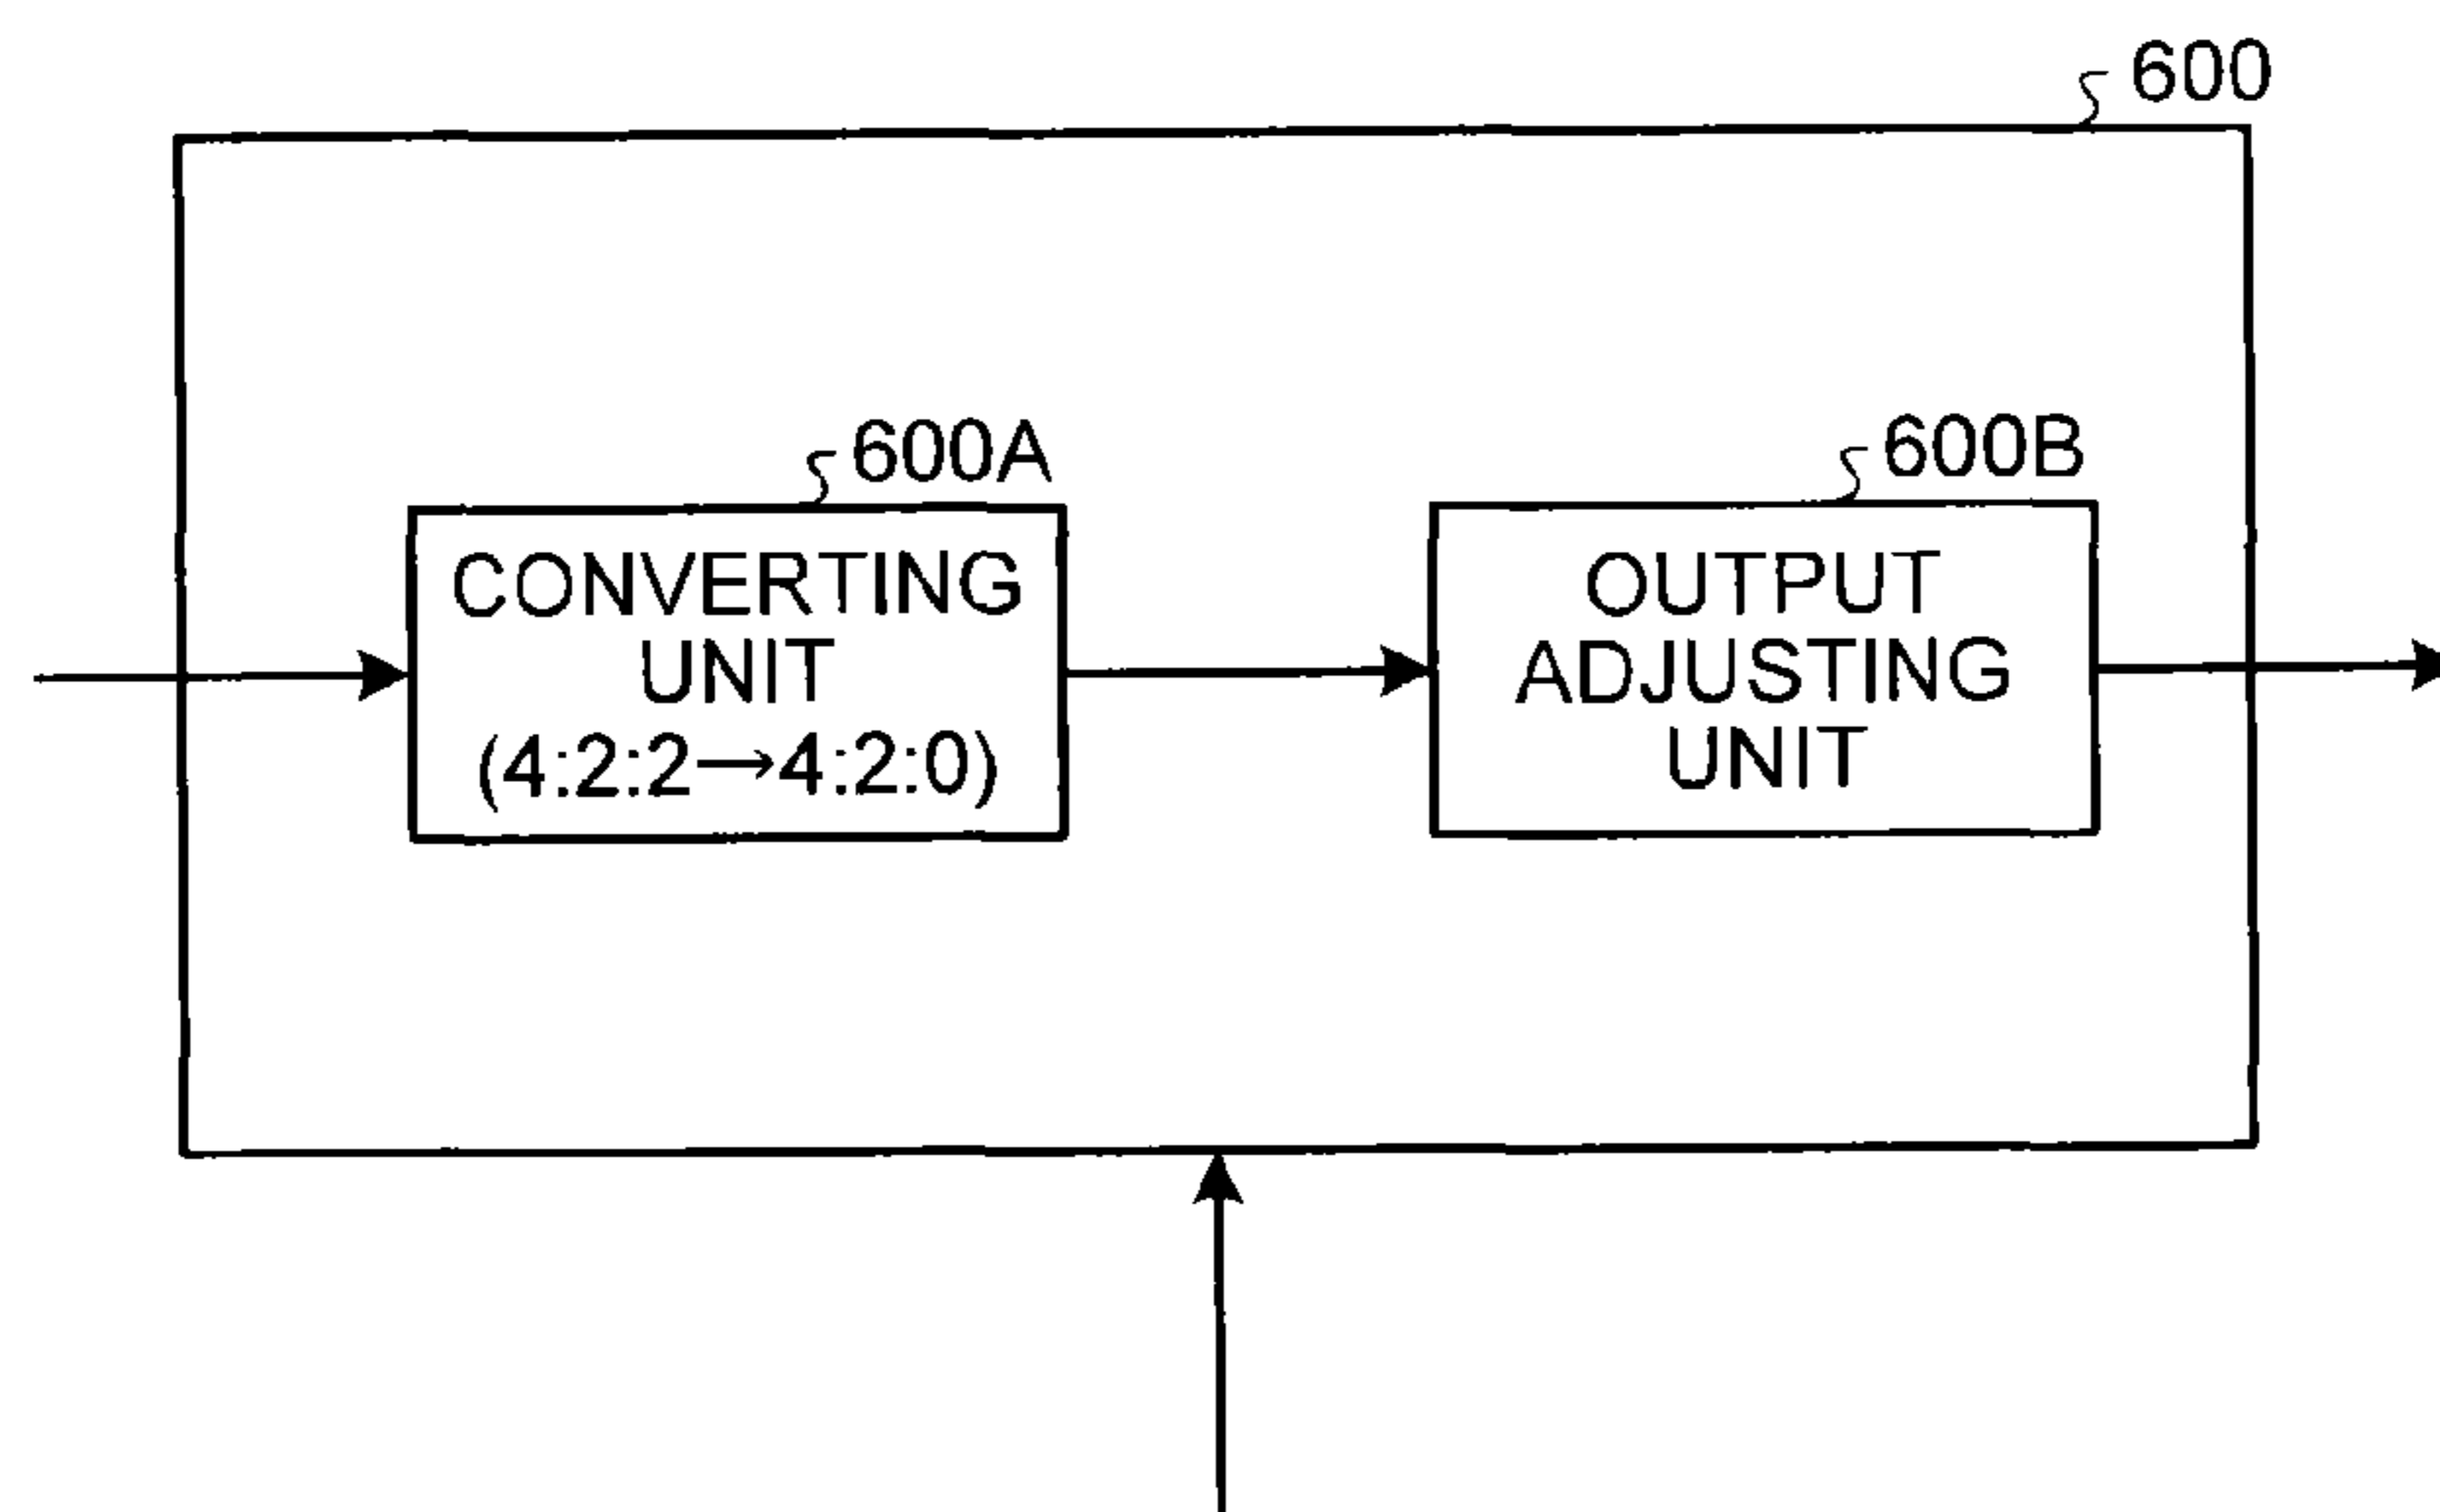 600
600A
CONVERTING
UNIT
(4:2:2→4:2:0)
600B
OUTPUT
ADJUSTING
UNIT